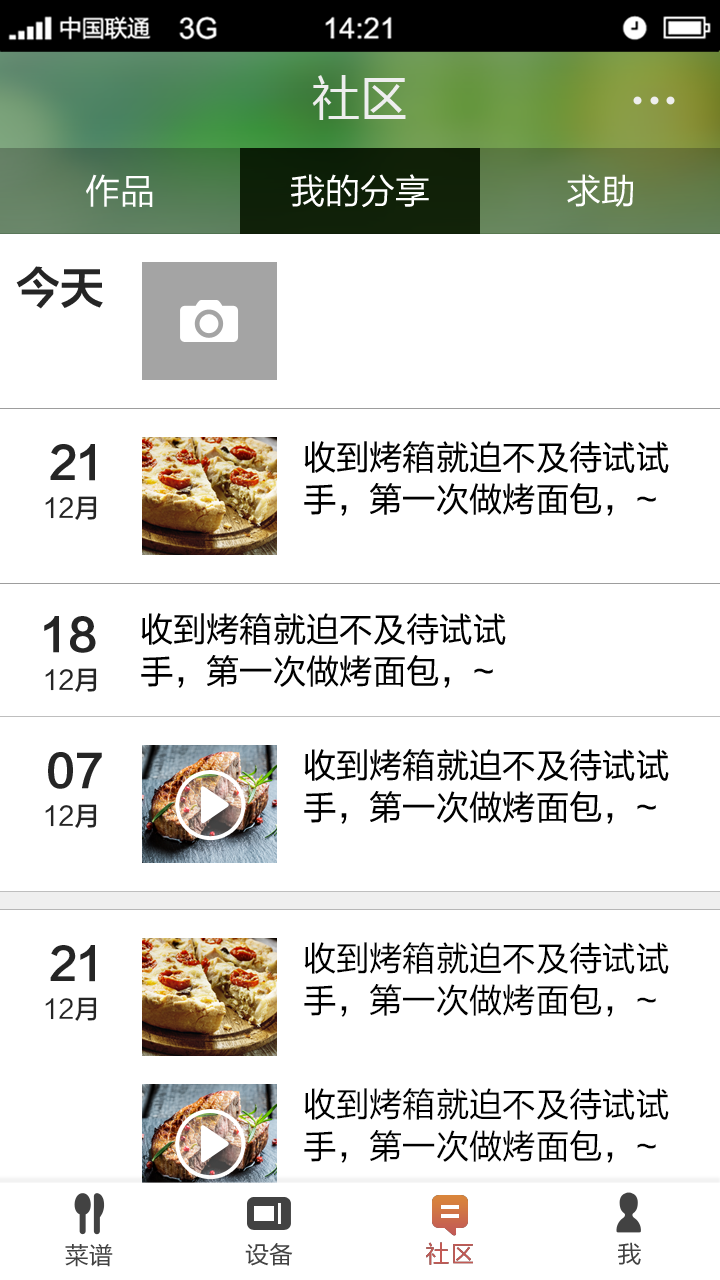 中国联通 3G 14:21
社区
作品 我的分享 求助
今天
21
12月
收到烤箱就迫不及待试试
手，第一次做烤面包，~
18
12月
收到烤箱就迫不及待试试
手，第一次做烤面包，~
07
12月
收到烤箱就迫不及待试试
手，第一次做烤面包，~
21
12月
收到烤箱就迫不及待试试
手，第一次做烤面包，~
收到烤箱就迫不及待试试
手，第一次做烤面包，~
菜谱 设备 社区 我